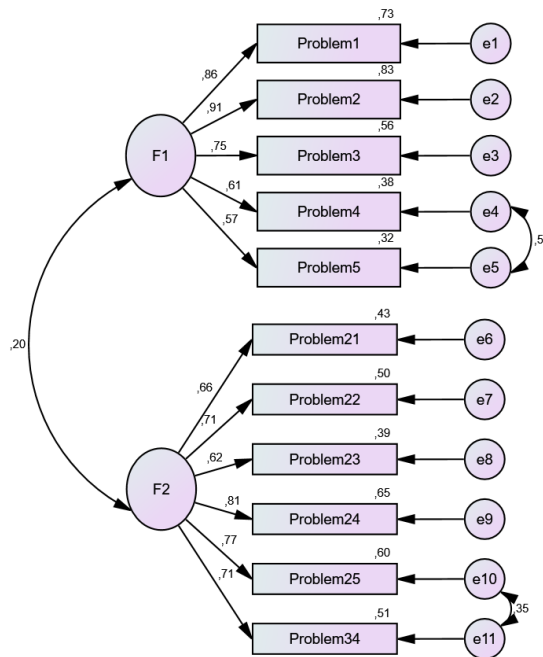 ,73
Problem1
e1
,86
,83
Problem2
e2
,91
,56
Problem3
e3
,75
F1
,38
Problem4
e4
,61
,32
Problem5
e5
,57
,5
,20
,43
Problem21
e6
,66
,50
Problem22
e7
,71
,39
Problem23
e8
,62
F2
,65
Problem24
e9
,81
,60
Problem25
e10
,77
,35
,51
Problem34
e11
,71